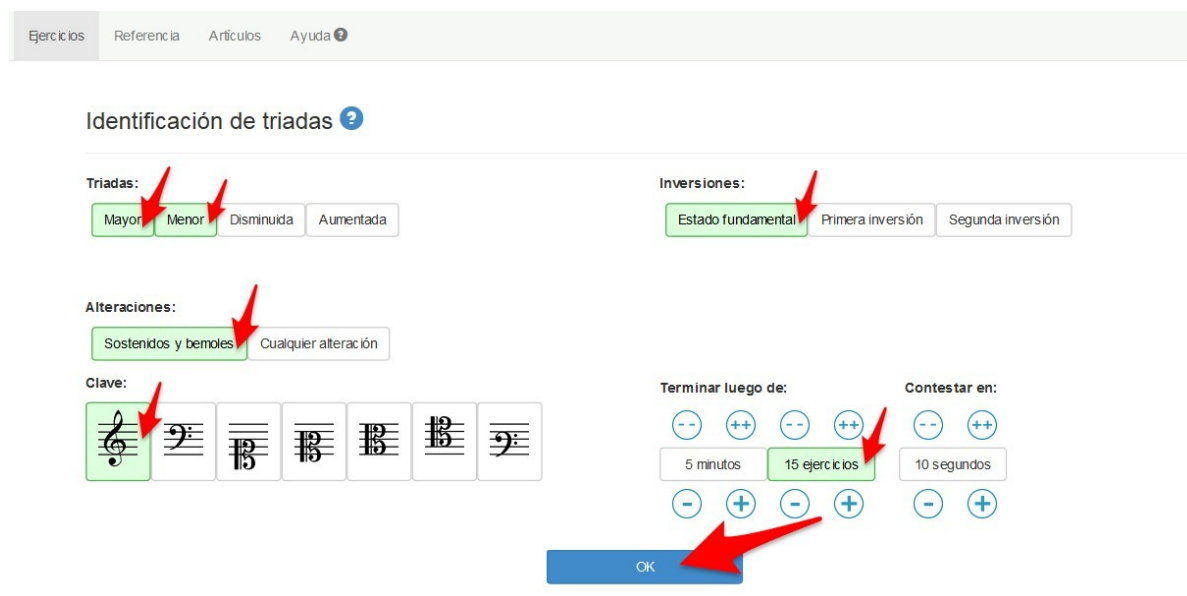 Ejercicios Referencia Artículos Ayuda ?
Identificación de triadas ?
Triadas:
Mayor Menor Disminuida Aumentada
Inversiones:
Estado fundamental Primera inversión Segunda inversión
Alteraciones:
Sostenidos y bemoles Cualquier alteración
Clave:
Terminar luego de: Contestar en:
-- ++ -- ++ -- ++
5 minutos 15 ejercicios 10 segundos
- + - + - +
OK